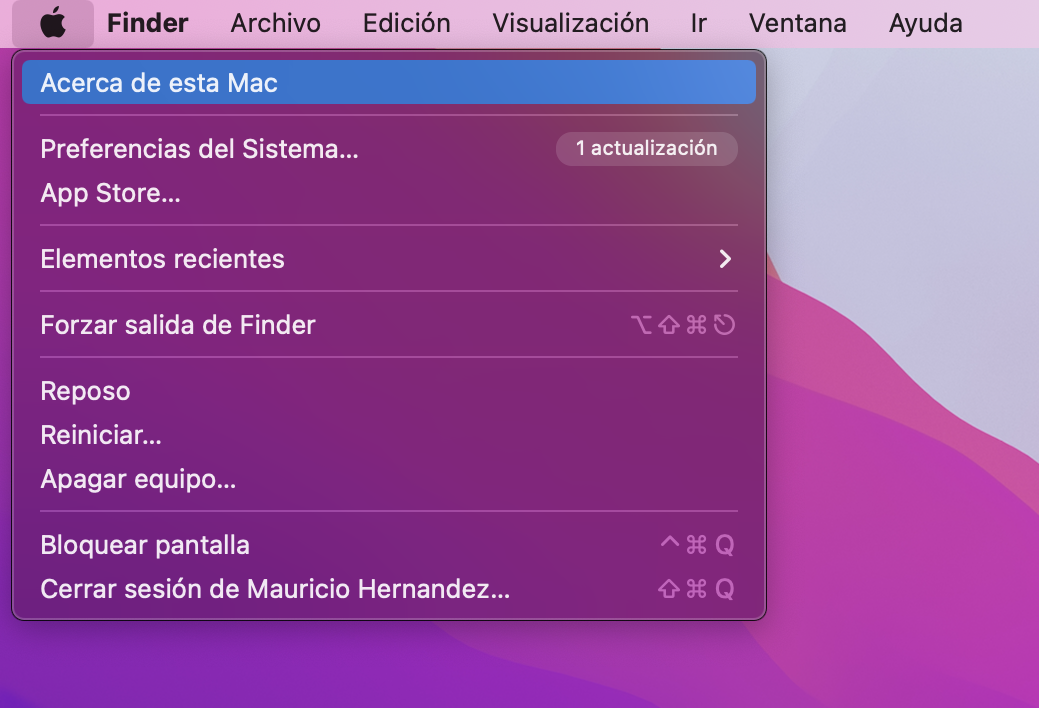 Finder Archivo Edición Visualización Ir Ventana Ayuda
Acerca de esta Mac
Preferencias del Sistema... 1 actualización
App Store...
Elementos recientes
Forzar salida de Finder ⌥⇧⌘⎋
Reposo
Reiniciar...
Apagar equipo...
Bloquear pantalla ^⌘Q
Cerrar sesión de Mauricio Hernandez... ⇧⌘Q